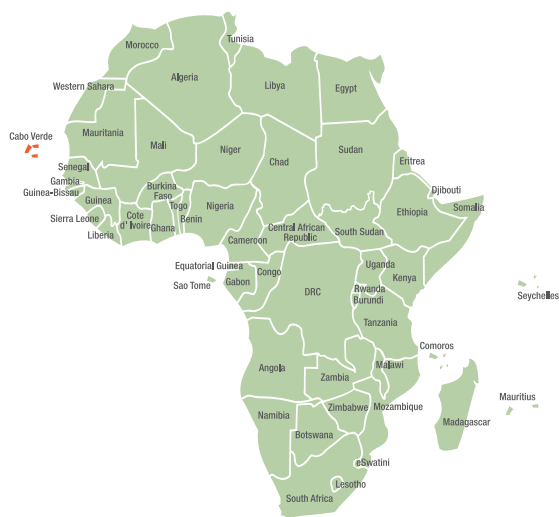 Tunisia
Morocco
Algeria
Libya
Egypt
Western Sahara
Cabo Verde
Mauritania
Mali
Niger
Chad
Sudan
Eritrea
Senegal
Gambia
Guinea-Bissau
Guinea
Burkina
Faso
Djibouti
Somalia
Sierra Leone
Liberia
Cote
d' Ivoire
Ghana
Togo
Benin
Nigeria
Ethiopia
Central African
Republic
South Sudan
Cameroon
Equatorial Guinea
Sao Tome
Gabon
Congo
DRC
Uganda
Kenya
Rwanda
Burundi
Seychelles
Tanzania
Comoros
Angola
Zambia
Malawi
Mozambique
Mauritius
Madagascar
Namibia
Zimbabwe
Botswana
eSwatini
Lesotho
South Africa